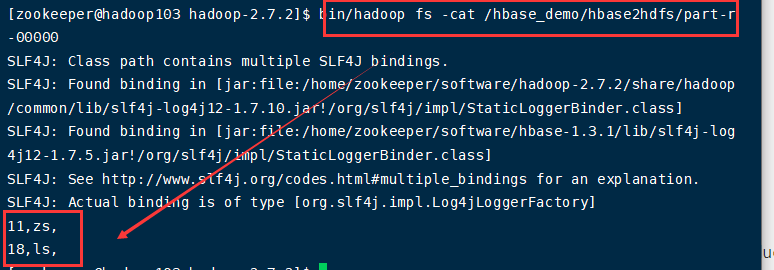 [zookeeper@hadoop103 hadoop-2.7.2]$ bin/hadoop fs -cat /hbase_demo/hbase2hdfs/part-r
-00000
SLF4J: Class path contains multiple SLF4J bindings.
SLF4J: Found binding in [jar:file:/home/zookeeper/software/hadoop-2.7.2/share/hadoop
/common/lib/slf4j-log4j12-1.7.10.jar!/org/slf4j/impl/StaticLoggerBinder.class]
SLF4J: Found binding in [jar:file:/home/zookeeper/software/hbase-1.3.1/lib/slf4j-log
4j12-1.7.5.jar!/org/slf4j/impl/StaticLoggerBinder.class]
SLF4J: See http://www.slf4j.org/codes.html#multiple_bindings for an explanation.
SLF4J: Actual binding is of type [org.slf4j.impl.Log4jLoggerFactory]
11,zs,
18,ls,